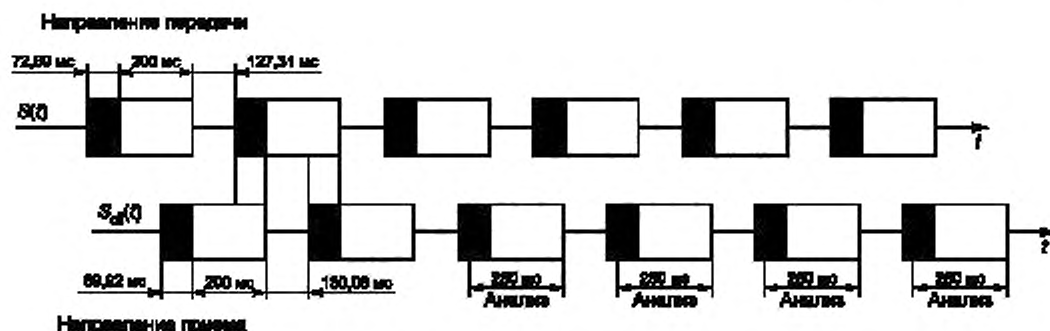 Направление передачи
72,69 мс 200 мс 127,31 мс
S(t)
t
t
69,92 мс 200 мс 130,08 мс
250 мс 250 мс 250 мс 250 мс
Анализ Анализ Анализ Анализ
Направление приема